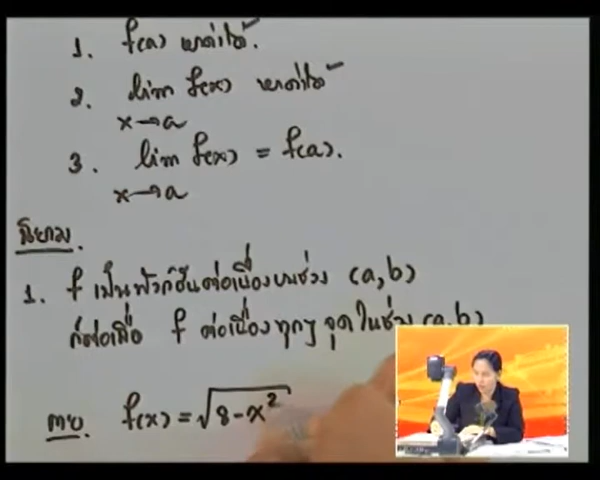 1. f(a) หาค่าได้.
2. lim f(x) หาค่าได้
x→a
3. lim f(x) = f(a).
x→a
นิยาม.
1. f เป็นฟังก์ชันต่อเนื่องบนช่วง (a,b)
ก็ต่อเมื่อ f ต่อเนื่องทุกๆ จุดในช่วง (a,b)
ตย. f(x) = √8-x²